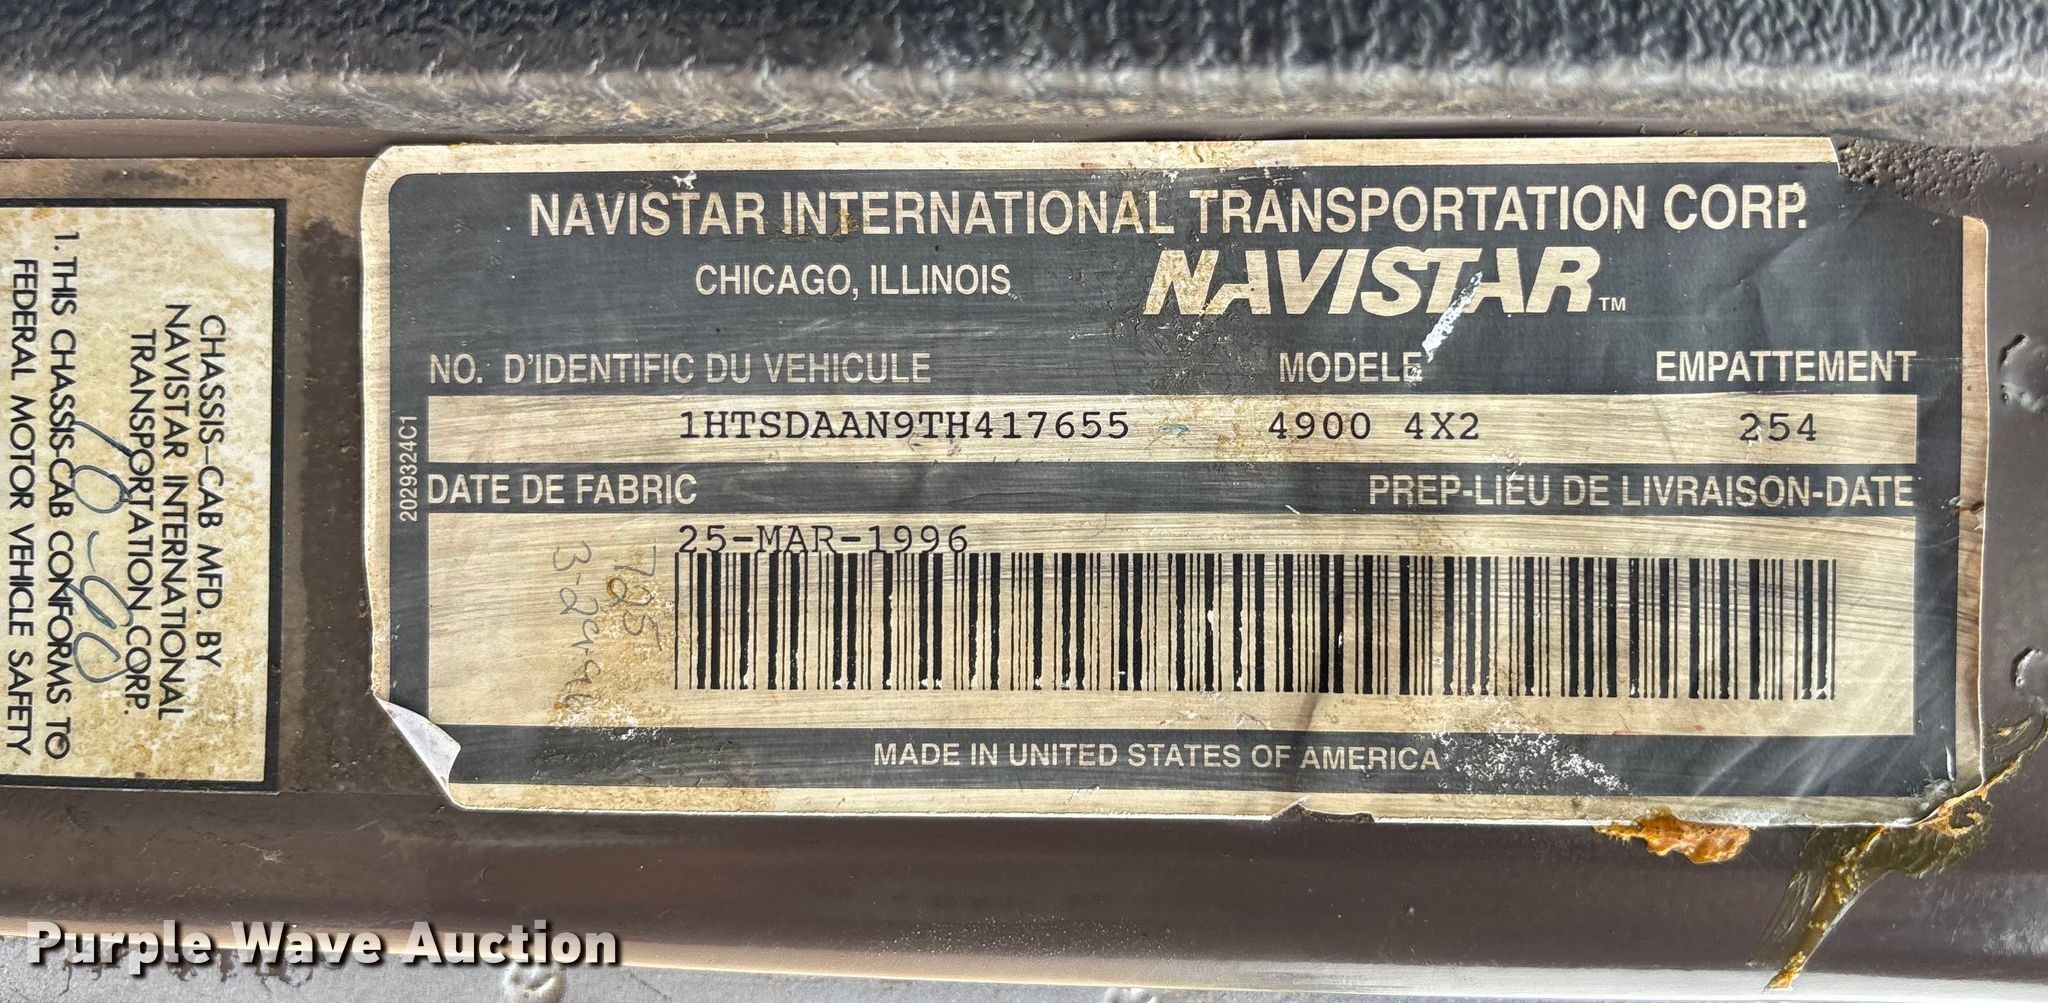 CHASSIS-CAB MFD. BY
NAVISTAR INTERNATIONAL
TRANSPORTATION CORP.
1. THIS CHASSIS-CAB CONFORMS TO
FEDERAL MOTOR VEHICLE SAFETY
NAVISTAR INTERNATIONAL TRANSPORTATION CORP.
CHICAGO, ILLINOIS NAVISTAR™
NO. D'IDENTIFIC DU VEHICULE MODELE EMPATTEMENT
1HTSDAAN9TH417655 4900 4X2 254
2029324C1
DATE DE FABRIC PREP-LIEU DE LIVRAISON-DATE
25-MAR-1996
725
MADE IN UNITED STATES OF AMERICA
Purple Wave Auction